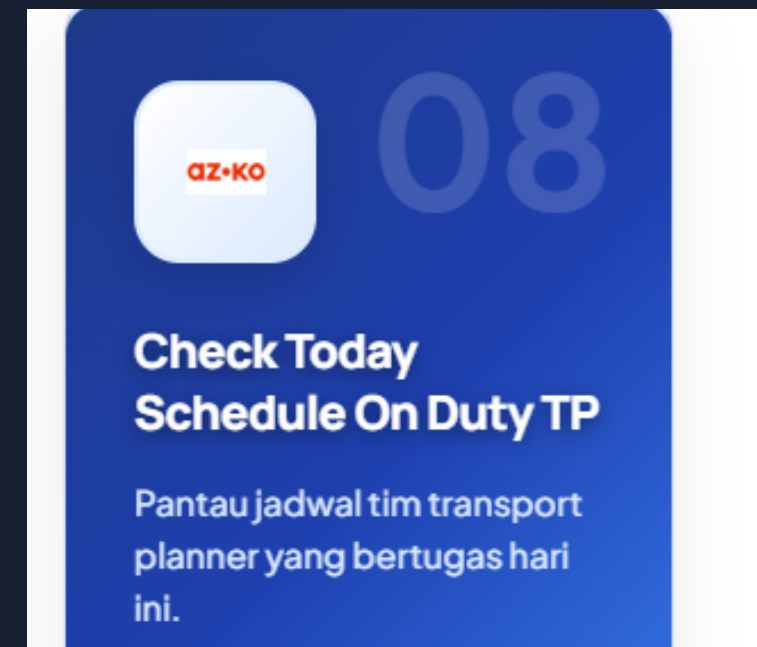 az•ko
08
Check Today
Schedule On Duty TP
Pantau jadwal tim transport
planner yang bertugas hari
ini.